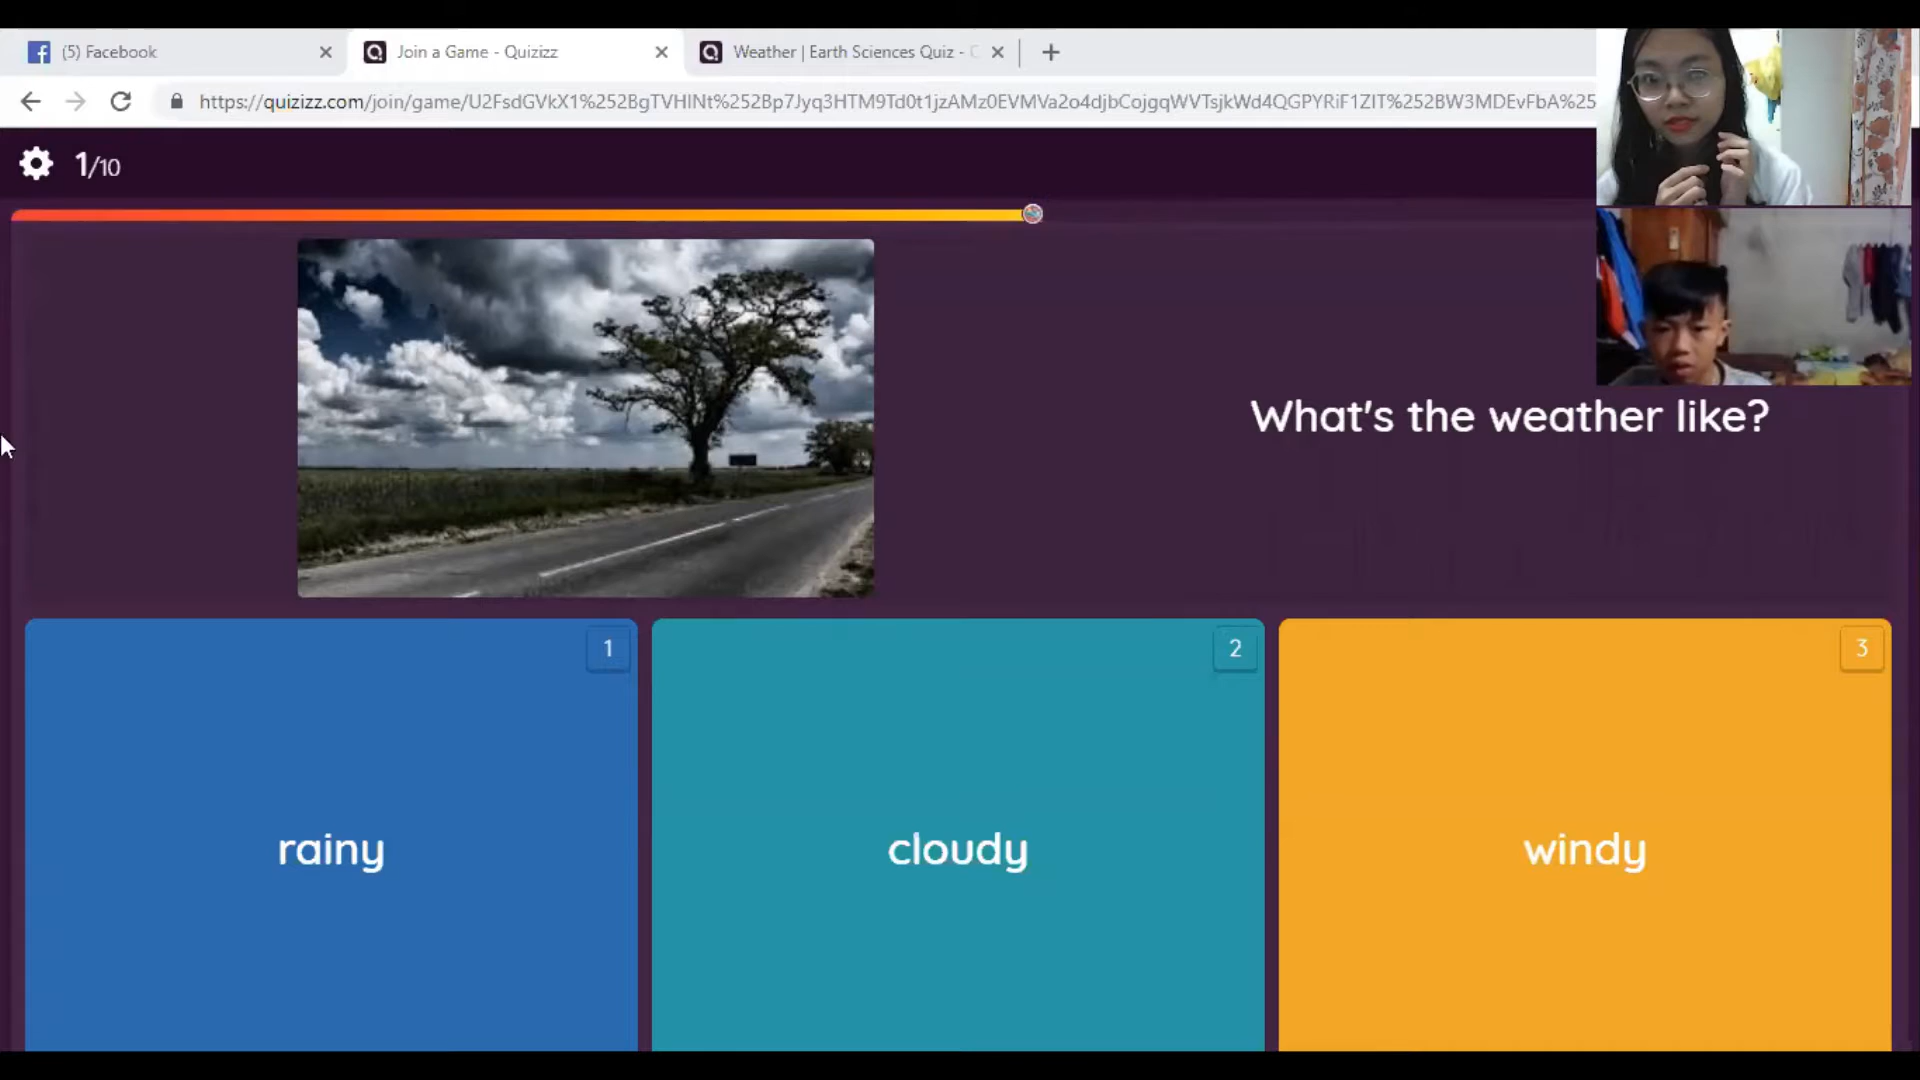 (5) Facebook
Join a Game - Quizizz
Weather | Earth Sciences Quiz -
https://quizizz.com/join/game/U2FsdGVkX1%252BgTVHlNt%252Bp7Jyq3HTM9Td0t1jzAMz0EVMVa2o4djbCojgqWVTsjkWd4QGPYRiF1ZIT%252BW3MDEvFbA%25
1/10
What's the weather like?
1
2
3
rainy
cloudy
windy